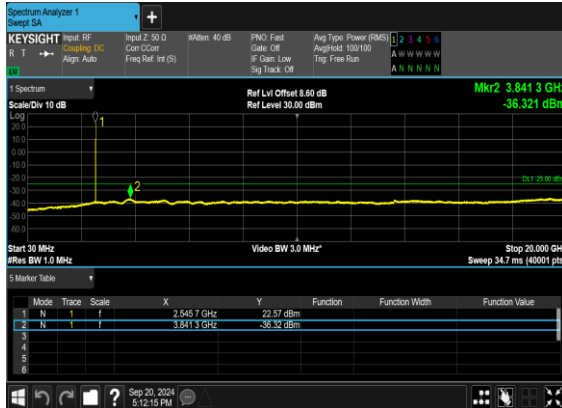 Spectrum Analyzer 1
Swept SA
+
KEYSIGHT Input: RF Input Z: 50 Ω #Atten: 40 dB PNO: Fast Avg Type: Power (RMS) 1 2 3 4 5 6
R T Coupling: DC Corr CCorr Gate: Off Avg|Hold: 100/100 A W W W W W
Align: Auto Freq Ref: Int (S) IF Gain: Low Trig: Free Run
Sig Track: Off A N N N N N
1 Spectrum Ref Lvl Offset 8.60 dB Mkr2 3.841 3 GHz
Scale/Div 10 dB Ref Level 30.00 dBm -36.321 dBm
Log
20.0
10.0
0.00
-10.0
-20.0
-30.0
-40.0
-50.0
-60.0
1
2
DL1 -25.00 dBm
Start 30 MHz Video BW 3.0 MHz* Stop 20.000 GHz
#Res BW 1.0 MHz Sweep 34.7 ms (40001 pts)
5 Marker Table
Mode Trace Scale X Y Function Function Width Function Value
1 N 1 f 2.545 7 GHz 22.57 dBm
2 N 1 f 3.841 3 GHz -36.32 dBm
3
4
5
6
? Sep 20, 2024
5:12:15 PM